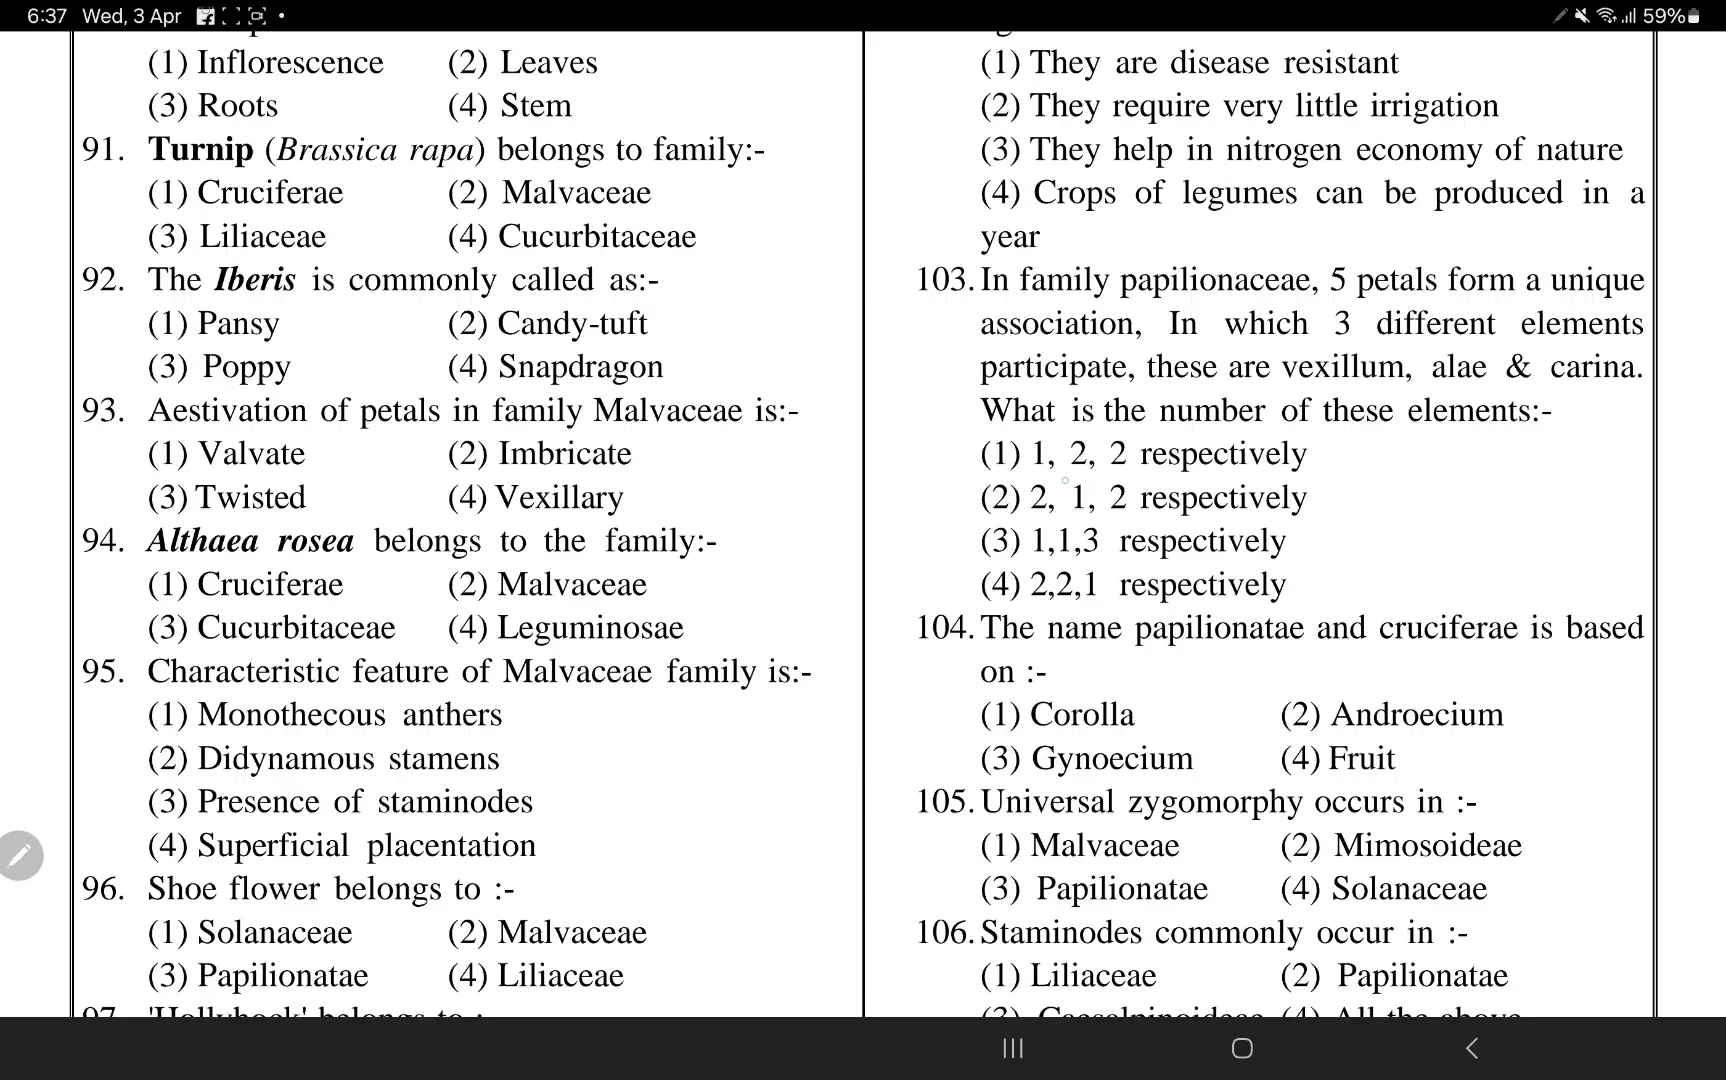 6:37 Wed, 3 Apr
59%
(1) Inflorescence (2) Leaves
(3) Roots (4) Stem
91. Turnip (Brassica rapa) belongs to family:-
(1) Cruciferae (2) Malvaceae
(3) Liliaceae (4) Cucurbitaceae
92. The Iberis is commonly called as:-
(1) Pansy (2) Candy-tuft
(3) Poppy (4) Snapdragon
93. Aestivation of petals in family Malvaceae is:-
(1) Valvate (2) Imbricate
(3) Twisted (4) Vexillary
94. Althaea rosea belongs to the family:-
(1) Cruciferae (2) Malvaceae
(3) Cucurbitaceae (4) Leguminosae
95. Characteristic feature of Malvaceae family is:-
(1) Monothecous anthers
(2) Didynamous stamens
(3) Presence of staminodes
(4) Superficial placentation
96. Shoe flower belongs to :-
(1) Solanaceae (2) Malvaceae
(3) Papilionatae (4) Liliaceae
97. 'Hollyhock' belongs to :
(1) They are disease resistant
(2) They require very little irrigation
(3) They help in nitrogen economy of nature
(4) Crops of legumes can be produced in a
year
103. In family papilionaceae, 5 petals form a unique
association, In which 3 different elements
participate, these are vexillum, alae & carina.
What is the number of these elements:-
(1) 1, 2, 2 respectively
(2) 2, 1, 2 respectively
(3) 1,1,3 respectively
(4) 2,2,1 respectively
104. The name papilionatae and cruciferae is based
on :-
(1) Corolla (2) Androecium
(3) Gynoecium (4) Fruit
105. Universal zygomorphy occurs in :-
(1) Malvaceae (2) Mimosoideae
(3) Papilionatae (4) Solanaceae
106. Staminodes commonly occur in :-
(1) Liliaceae (2) Papilionatae
(3) Caesalpinoideae (4) All the above